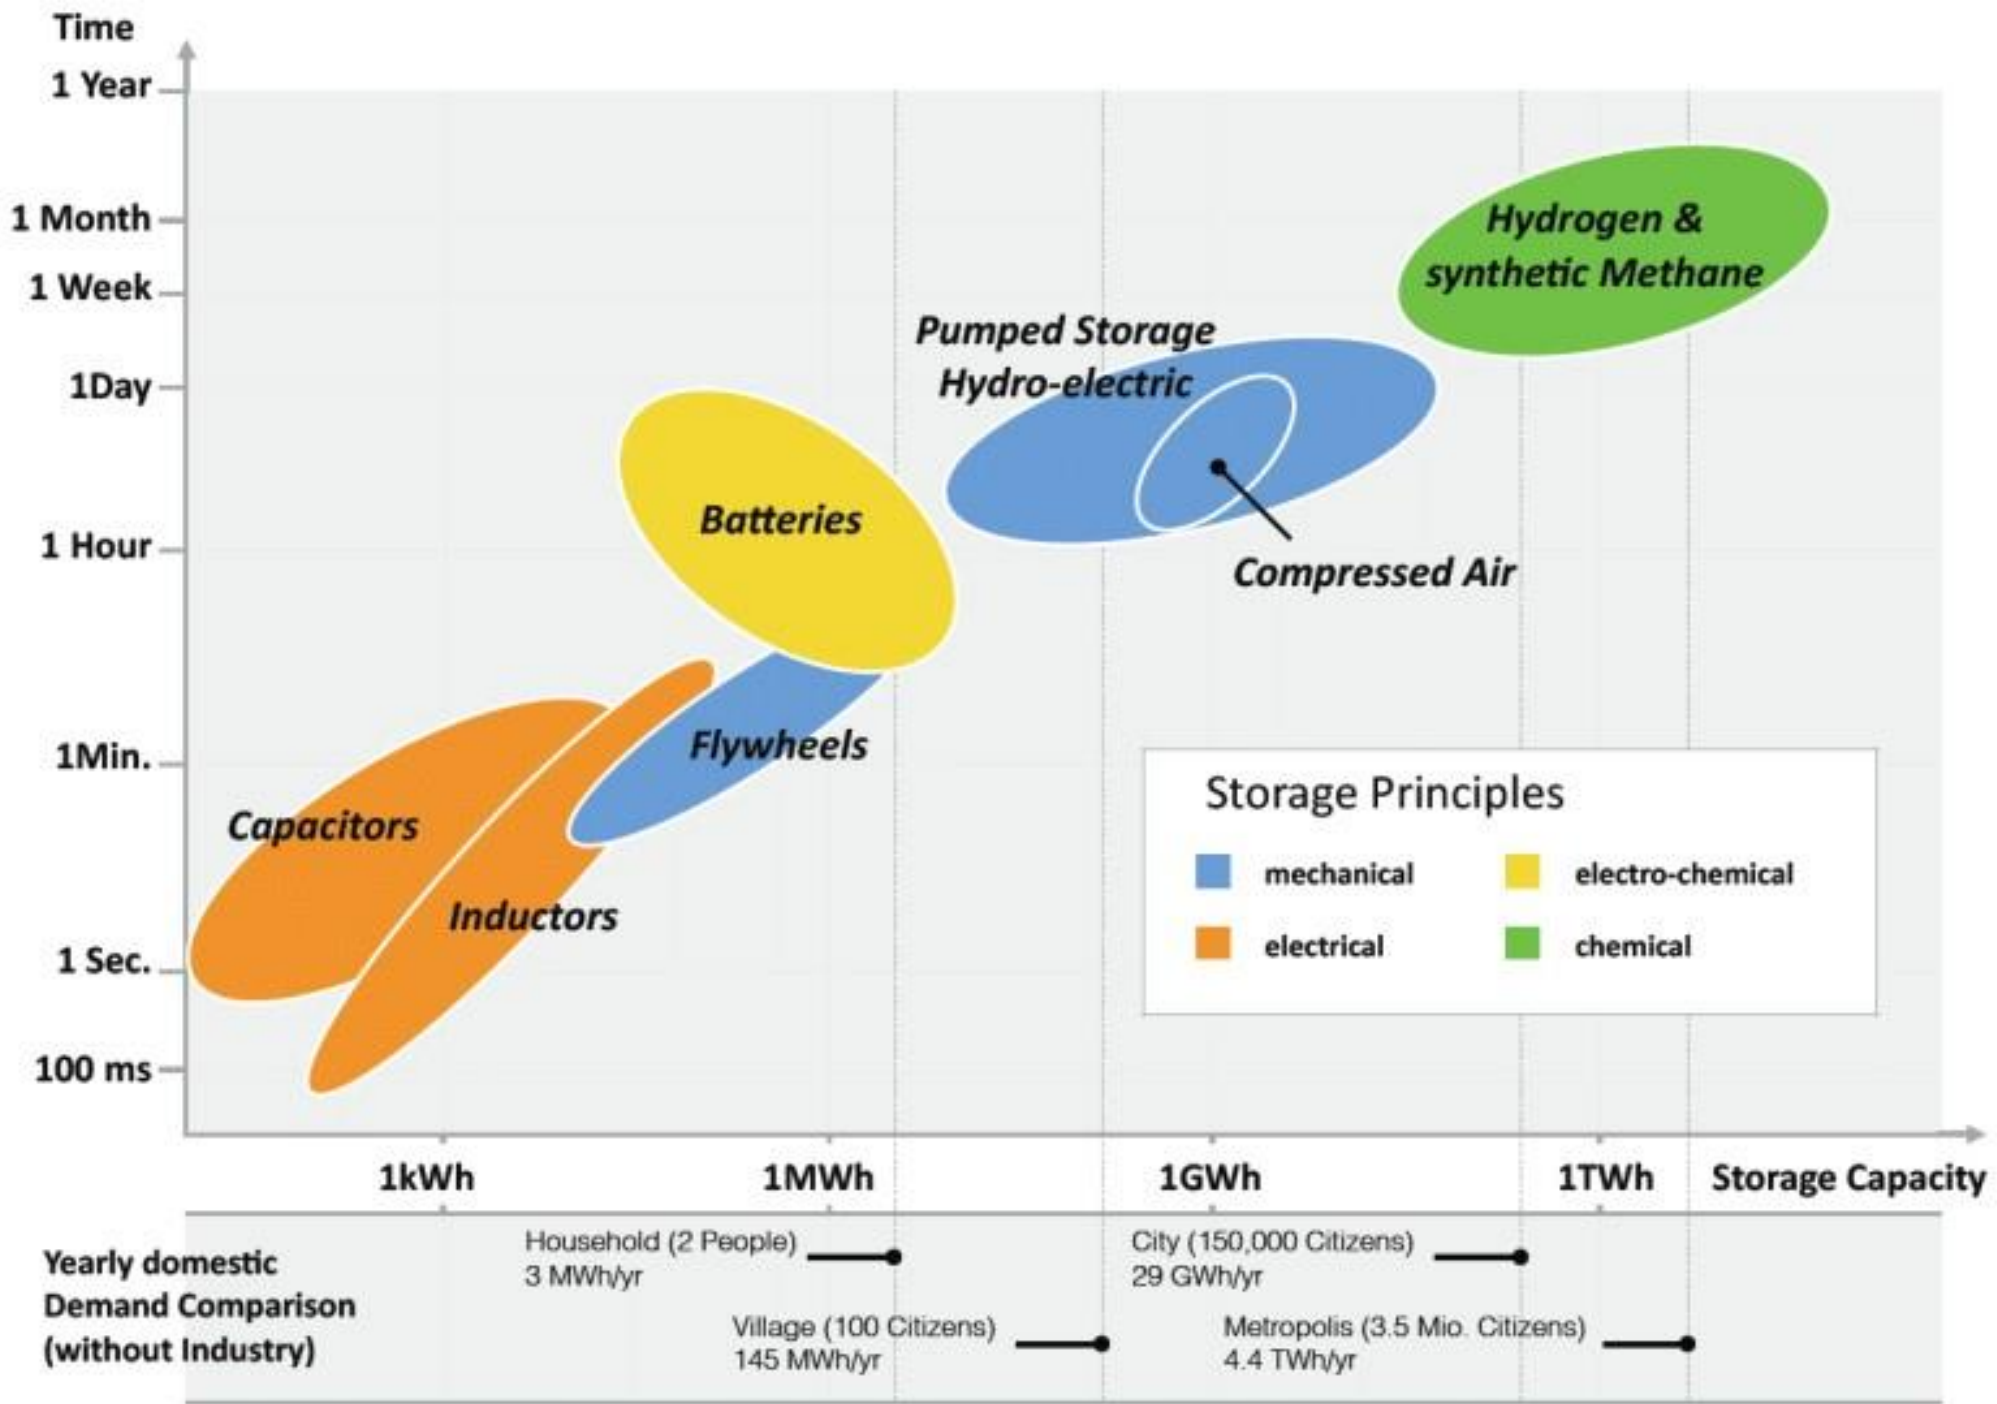 Time
1 Year
1 Month
1 Week
1Day
1 Hour
1Min.
1 Sec.
100 ms
Hydrogen &
synthetic Methane
Pumped Storage
Hydro-electric
Batteries
Compressed Air
Flywheels
Capacitors
Inductors
Storage Principles
mechanical
electro-chemical
electrical
chemical
1kWh
1MWh
1GWh
1TWh
Storage Capacity
Yearly domestic
Demand Comparison
(without Industry)
Household (2 People)
3 MWh/yr
Village (100 Citizens)
145 MWh/yr
City (150,000 Citizens)
29 GWh/yr
Metropolis (3.5 Mio. Citizens)
4.4 TWh/yr